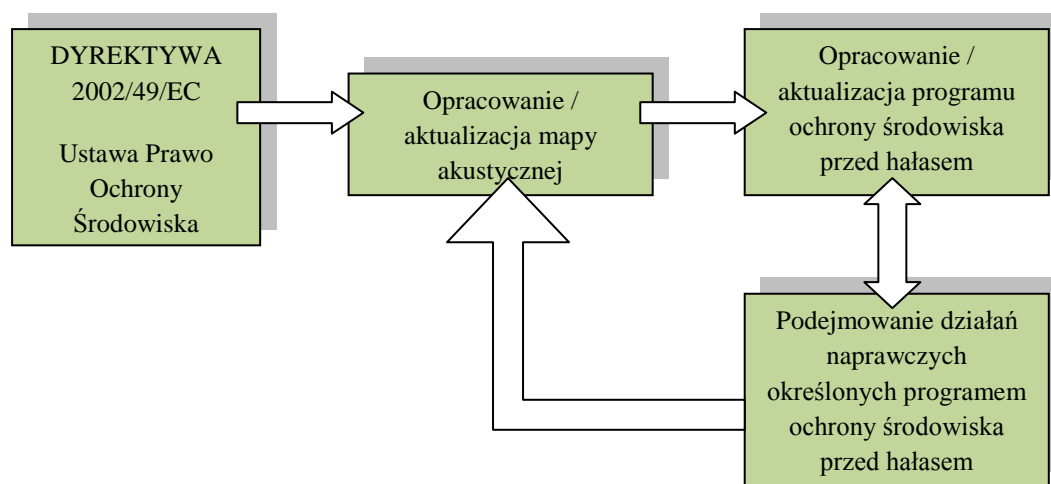 DYREKTYWA
2002/49/EC
Ustawa Prawo
Ochrony
Środowiska
Opracowanie /
aktualizacja mapy
akustycznej
Opracowanie /
aktualizacja programu
ochrony środowiska
przed hałasem
Podejmowanie działań
naprawczych
określonych programem
ochrony środowiska
przed hałasem